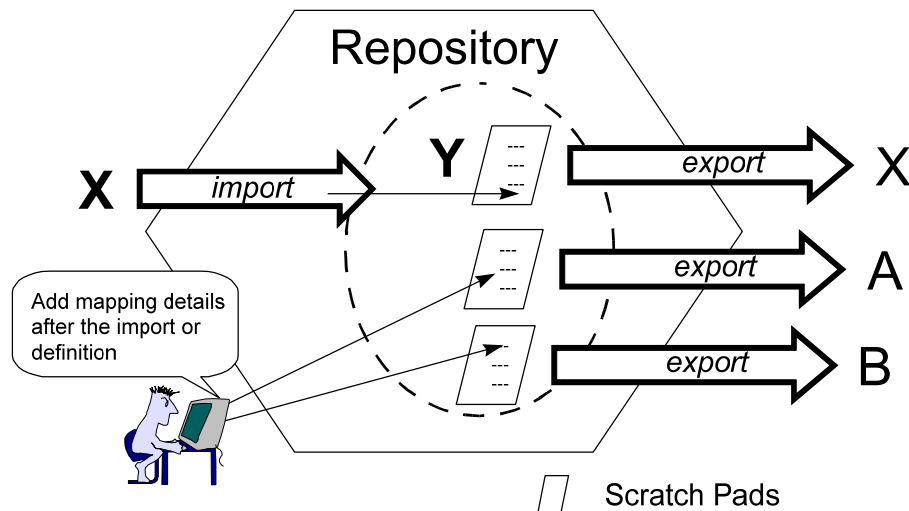 Repository
X
import
Y
export
X
export
A
export
B
Add mapping details
after the import or
definition
Scratch Pads